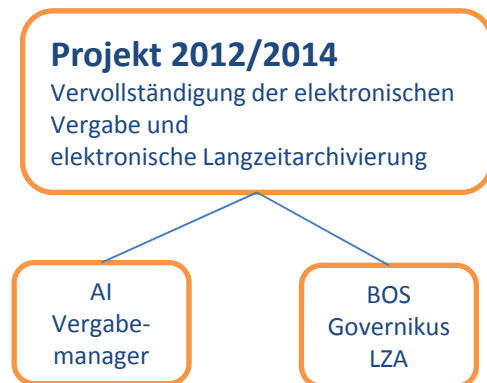 Projekt 2012/2014
Vervollständigung der elektronischen
Vergabe und
elektronische Langzeitarchivierung
AI
Vergabe-
manager
BOS
Governikus
LZA